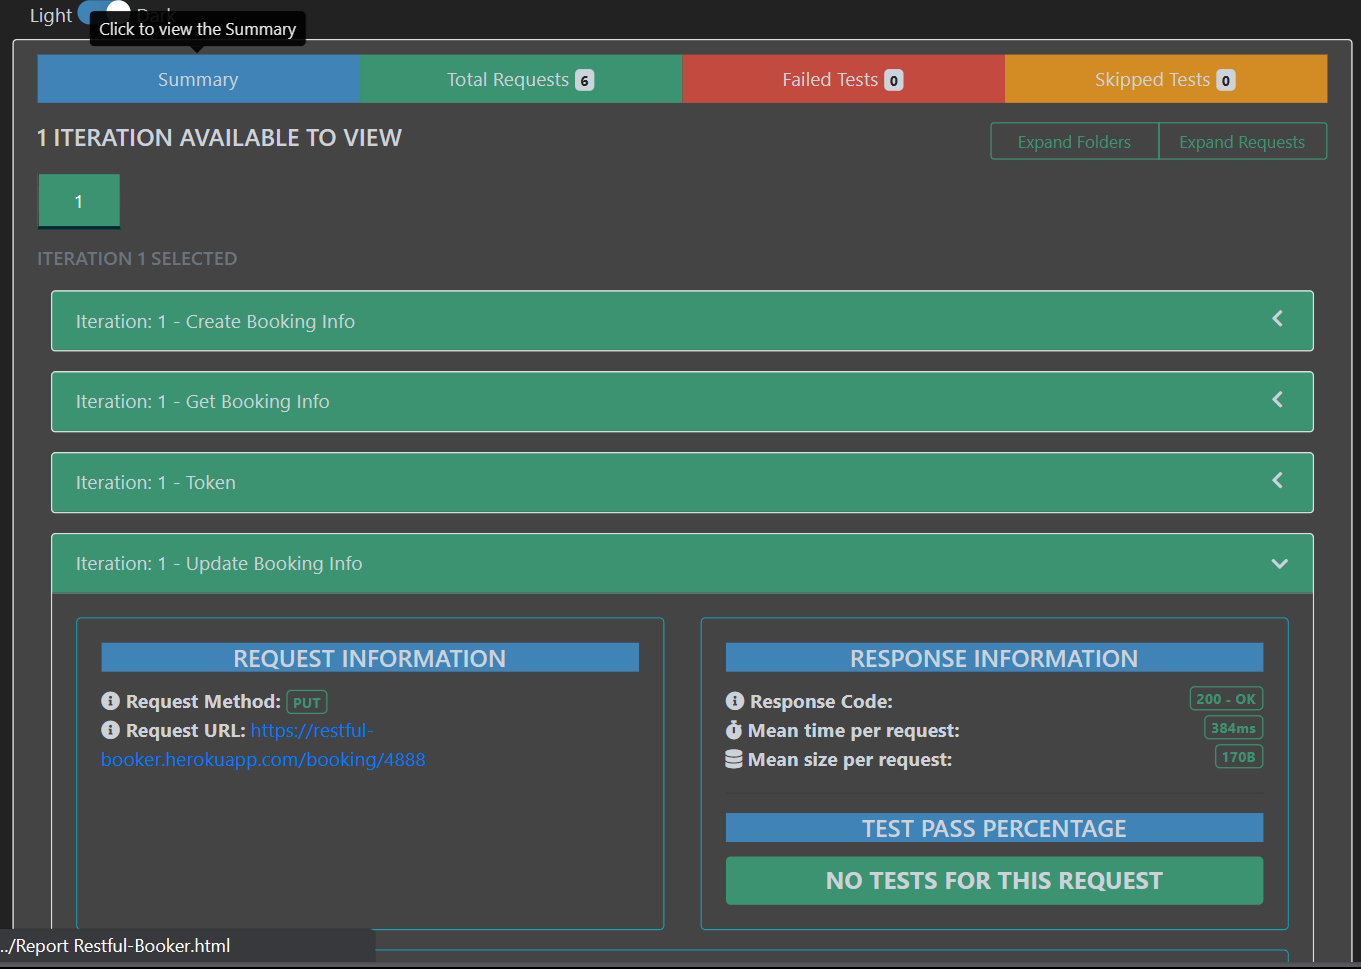 Light Dark
Click to view the Summary
Summary
Total Requests 6
Failed Tests 0
Skipped Tests 0
1 ITERATION AVAILABLE TO VIEW
Expand Folders
Expand Requests
1
ITERATION 1 SELECTED
Iteration: 1 - Create Booking Info
Iteration: 1 - Get Booking Info
Iteration: 1 - Token
Iteration: 1 - Update Booking Info
REQUEST INFORMATION
Request Method: PUT
Request URL: https://restful-
booker.herokuapp.com/booking/4888
RESPONSE INFORMATION
Response Code: 200 - OK
Mean time per request: 384ms
Mean size per request: 170B
TEST PASS PERCENTAGE
NO TESTS FOR THIS REQUEST
../Report Restful-Booker.html